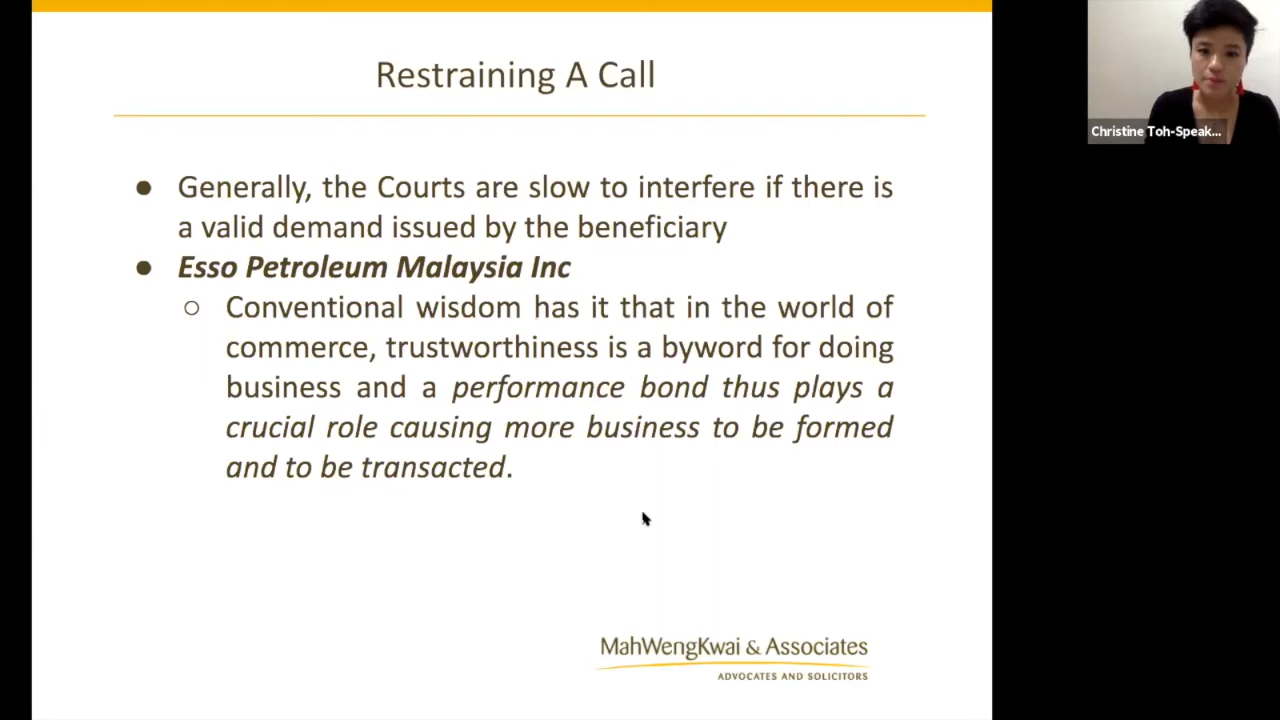 Restraining A Call
● Generally, the Courts are slow to interfere if there is
a valid demand issued by the beneficiary
● Esso Petroleum Malaysia Inc
○ Conventional wisdom has it that in the world of
commerce, trustworthiness is a byword for doing
business and a performance bond thus plays a
crucial role causing more business to be formed
and to be transacted.
MahWengKwai & Associates
ADVOCATES AND SOLICITORS
Christine Toh-Speak...